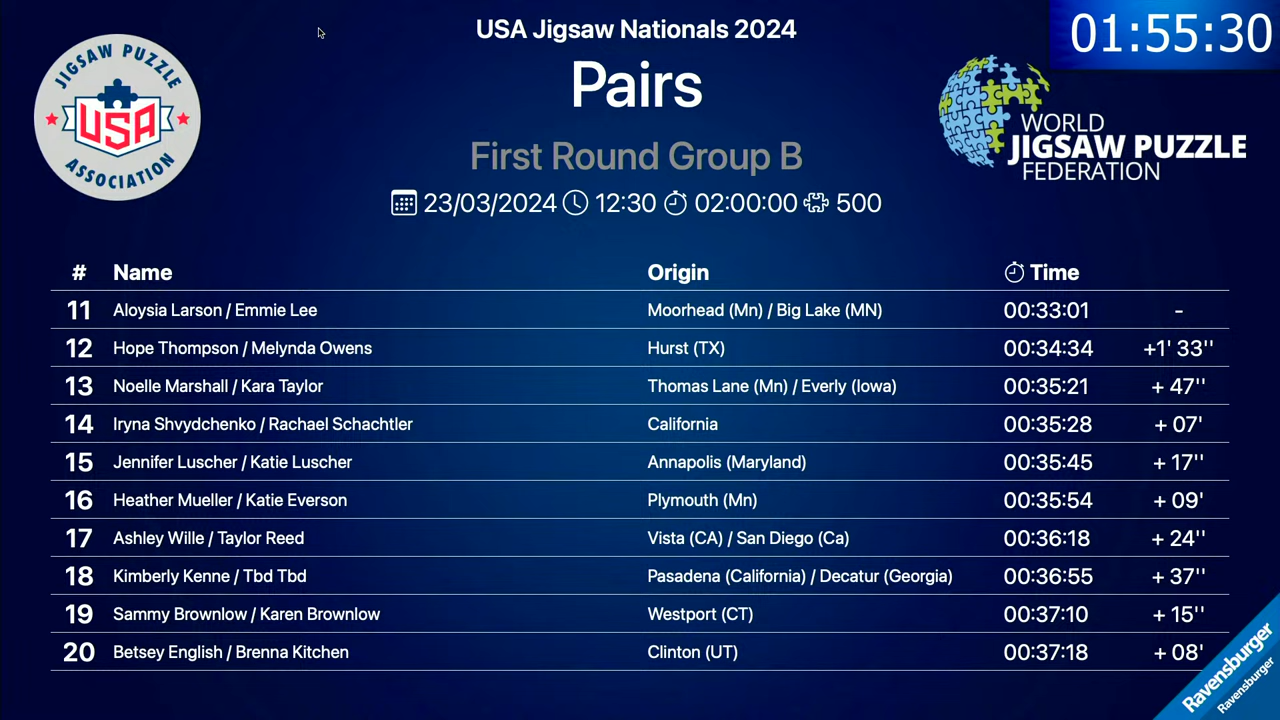 USA Jigsaw Nationals 2024
01:55:30
Pairs
First Round Group B
23/03/2024 12:30 02:00:00 500
JIGSAW PUZZLE
USA
ASSOCIATION
WORLD
JIGSAW PUZZLE
FEDERATION
# Name Origin Time
11 Aloysia Larson / Emmie Lee Moorhead (Mn) / Big Lake (MN) 00:33:01 -
12 Hope Thompson / Melynda Owens Hurst (TX) 00:34:34 +1' 33''
13 Noelle Marshall / Kara Taylor Thomas Lane (Mn) / Everly (Iowa) 00:35:21 + 47''
14 Iryna Shvydchenko / Rachael Schachtler California 00:35:28 + 07'
15 Jennifer Luscher / Katie Luscher Annapolis (Maryland) 00:35:45 + 17''
16 Heather Mueller / Katie Everson Plymouth (Mn) 00:35:54 + 09'
17 Ashley Wille / Taylor Reed Vista (CA) / San Diego (Ca) 00:36:18 + 24''
18 Kimberly Kenne / Tbd Tbd Pasadena (California) / Decatur (Georgia) 00:36:55 + 37''
19 Sammy Brownlow / Karen Brownlow Westport (CT) 00:37:10 + 15''
20 Betsey English / Brenna Kitchen Clinton (UT) 00:37:18 + 08'
Ravensburger
Ravensburger